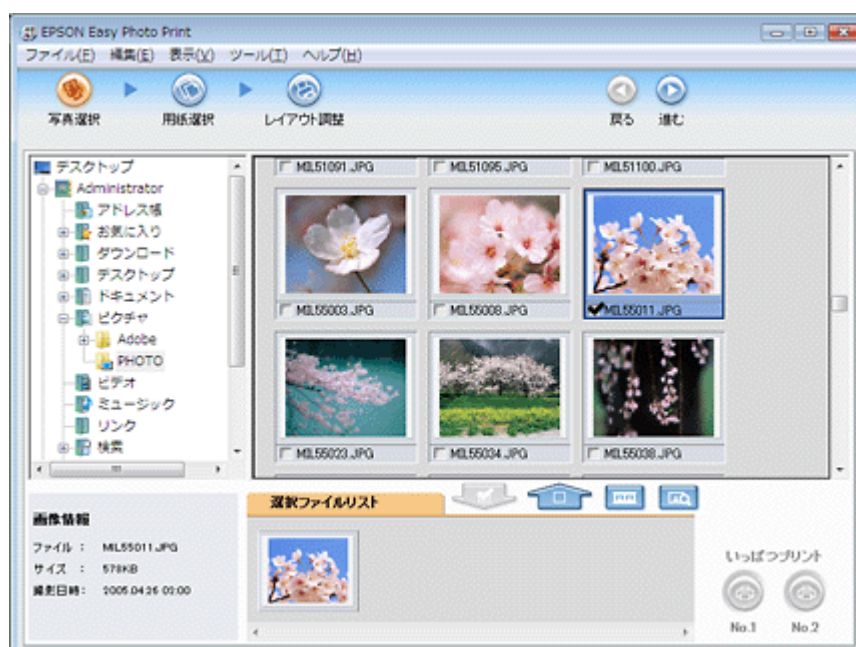 EPSON Easy Photo Print
ファイル(F) 編集(E) 表示(V) ツール(T) ヘルプ(H)
写真選択 用紙選択 レイアウト調整 戻る 進む
デスクトップ
Administrator
アドレス帳
お気に入り
ダウンロード
デスクトップ
ドキュメント
ピクチャ
Adobe
PHOTO
ビデオ
ミュージック
リンク
検索
MIL51091.JPG MIL51095.JPG MIL51100.JPG
MIL55003.JPG MIL55008.JPG MIL55011.JPG
MIL55023.JPG MIL55034.JPG MIL55038.JPG
画像情報
ファイル : MIL55011.JPG
サイズ : 578KB
撮影日時: 2005.04.26 02:00
選択ファイルリスト
いっぱつプリント
No.1 No.2